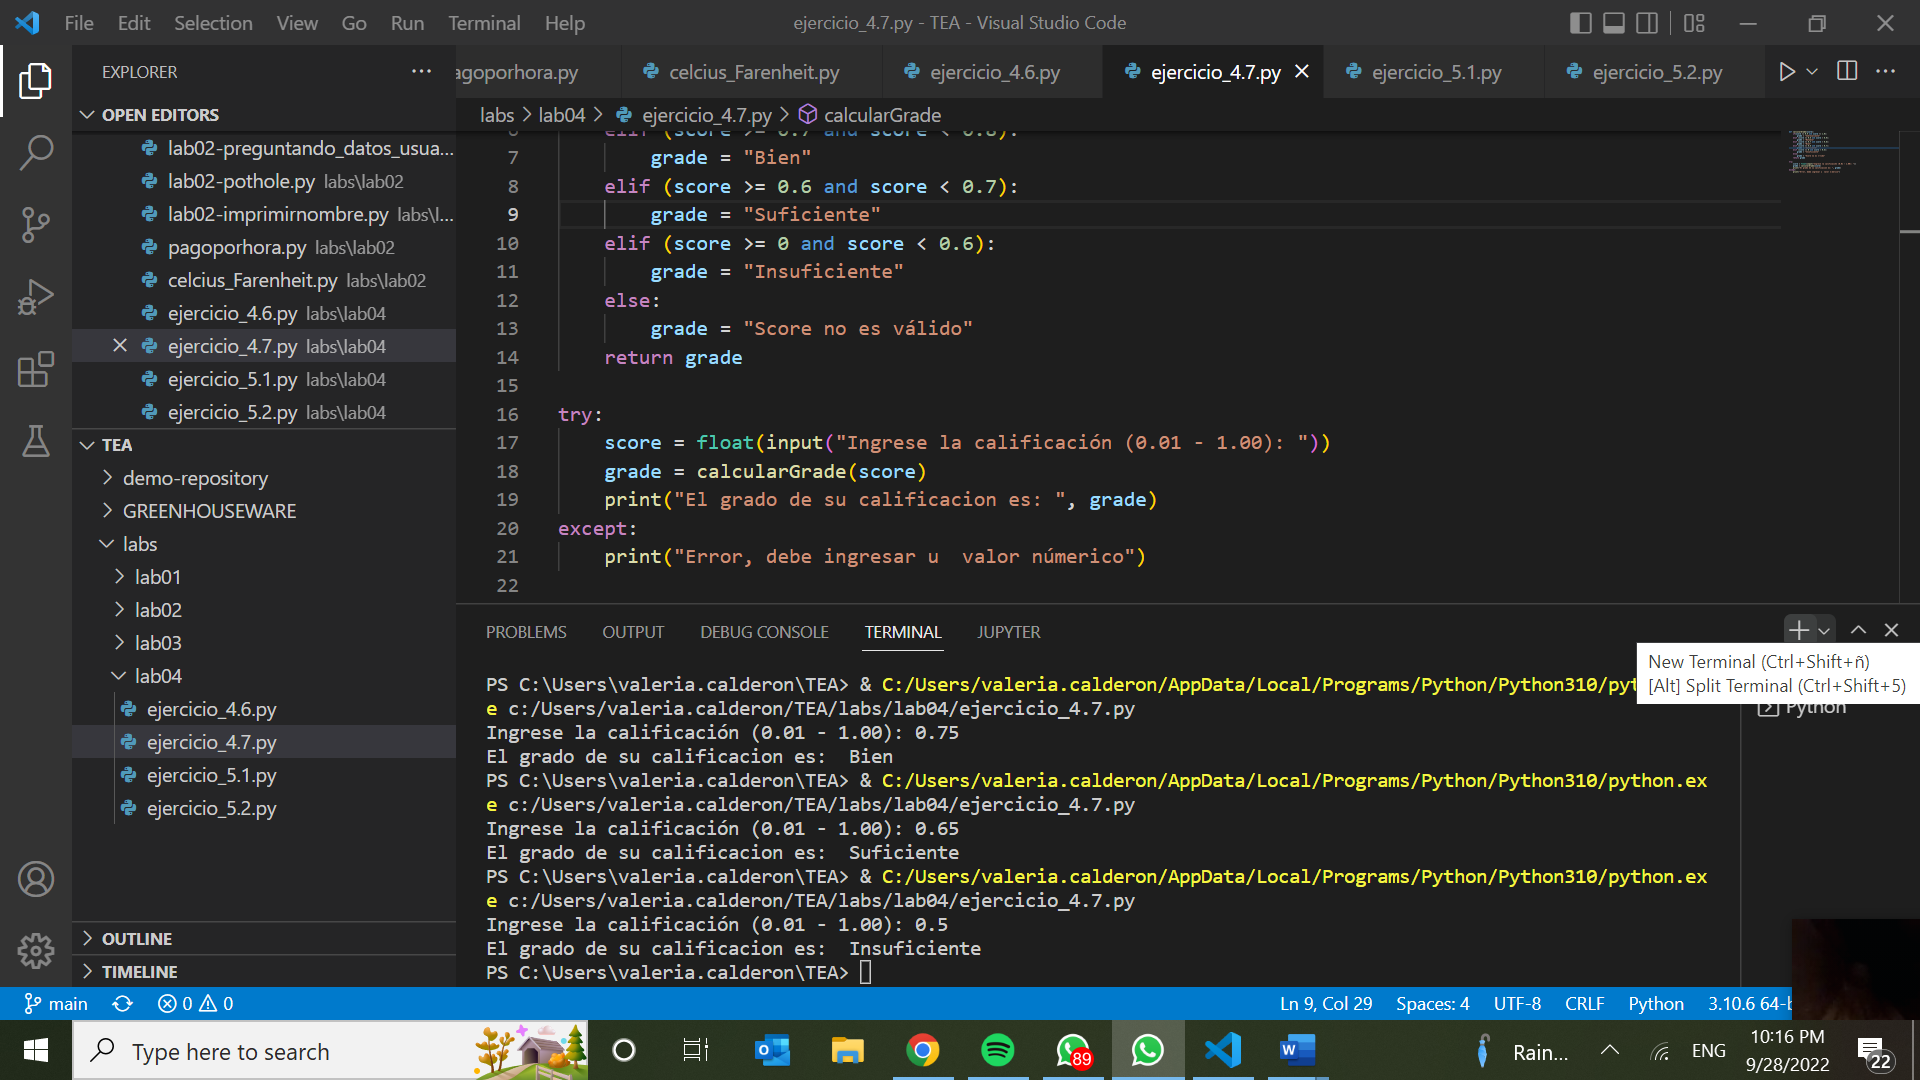 File Edit Selection View Go Run Terminal Help
ejercicio_4.7.py - TEA - Visual Studio Code
EXPLORER
agoporhora.py
celcius_Farenheit.py
ejercicio_4.6.py
ejercicio_4.7.py
ejercicio_5.1.py
ejercicio_5.2.py
OPEN EDITORS
lab02-preguntando_datos_usua...
lab02-pothole.py labs\lab02
lab02-imprimirnombre.py labs\l...
pagoporhora.py labs\lab02
celcius_Farenheit.py labs\lab02
ejercicio_4.6.py labs\lab04
ejercicio_4.7.py labs\lab04
ejercicio_5.1.py labs\lab04
ejercicio_5.2.py labs\lab04
TEA
demo-repository
GREENHOUSEWARE
labs
lab01
lab02
lab03
lab04
ejercicio_4.6.py
ejercicio_4.7.py
ejercicio_5.1.py
ejercicio_5.2.py
OUTLINE
TIMELINE
labs > lab04 > ejercicio_4.7.py > calcularGrade
6 elif (score >= 0.7 and score < 0.8):
7 grade = "Bien"
8 elif (score >= 0.6 and score < 0.7):
9 grade = "Suficiente"
10 elif (score >= 0 and score < 0.6):
11 grade = "Insuficiente"
12 else:
13 grade = "Score no es válido"
14 return grade
15
16 try:
17 score = float(input("Ingrese la calificación (0.01 - 1.00): "))
18 grade = calcularGrade(score)
19 print("El grado de su calificacion es: ", grade)
20 except:
21 print("Error, debe ingresar u  valor númerico")
22
PROBLEMS OUTPUT DEBUG CONSOLE TERMINAL JUPYTER
New Terminal (Ctrl+Shift+ñ)
[Alt] Split Terminal (Ctrl+Shift+5)
Python
PS C:\Users\valeria.calderon\TEA> & C:/Users/valeria.calderon/AppData/Local/Programs/Python/Python310/pyt
e c:/Users/valeria.calderon/TEA/labs/lab04/ejercicio_4.7.py
Ingrese la calificación (0.01 - 1.00): 0.75
El grado de su calificacion es:  Bien
PS C:\Users\valeria.calderon\TEA> & C:/Users/valeria.calderon/AppData/Local/Programs/Python/Python310/python.ex
e c:/Users/valeria.calderon/TEA/labs/lab04/ejercicio_4.7.py
Ingrese la calificación (0.01 - 1.00): 0.65
El grado de su calificacion es:  Suficiente
PS C:\Users\valeria.calderon\TEA> & C:/Users/valeria.calderon/AppData/Local/Programs/Python/Python310/python.ex
e c:/Users/valeria.calderon/TEA/labs/lab04/ejercicio_4.7.py
Ingrese la calificación (0.01 - 1.00): 0.5
El grado de su calificacion es:  Insuficiente
PS C:\Users\valeria.calderon\TEA>
main 0 0 Ln 9, Col 29 Spaces: 4 UTF-8 CRLF Python 3.10.6 64-b
Type here to search
89
Rain...
ENG
10:16 PM
9/28/2022
22